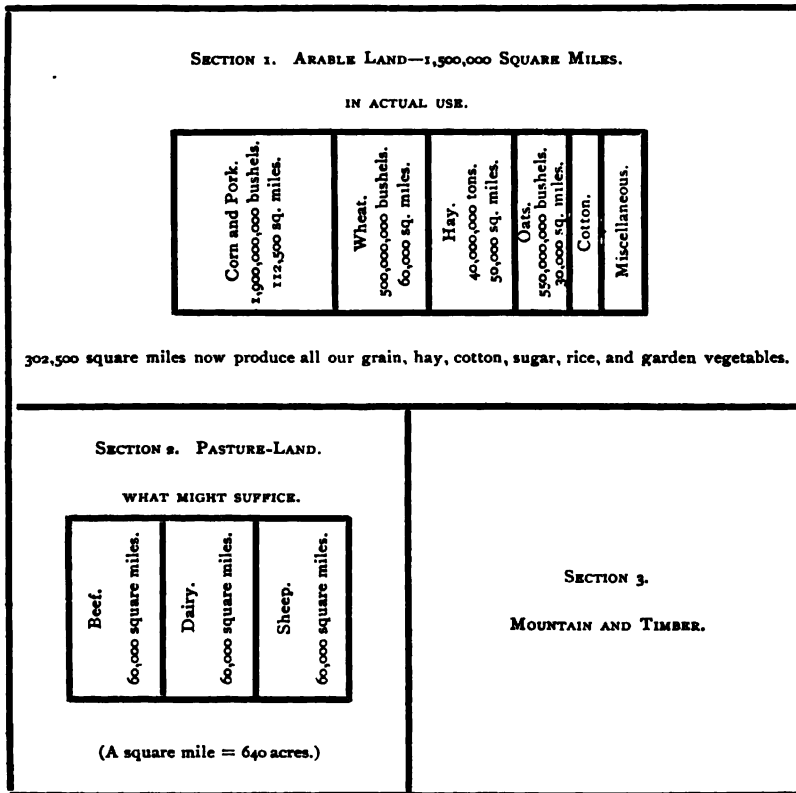 SECTION 1. ARABLE LAND—1,500,000 SQUARE MILES.
IN ACTUAL USE.
Corn and Pork.
1,900,000,000 bushels.
112,500 sq. miles.
Wheat.
500,000,000 bushels.
60,000 sq. miles.
Hay.
40,000,000 tons.
50,000 sq. miles.
Oats.
550,000,000 bushels.
30,000 sq. miles.
Cotton.
Miscellaneous.
302,500 square miles now produce all our grain, hay, cotton, sugar, rice, and garden vegetables.
SECTION 2. PASTURE-LAND.
WHAT MIGHT SUFFICE.
Beef.
60,000 square miles.
Dairy.
60,000 square miles.
Sheep.
60,000 square miles.
(A square mile = 640 acres.)
SECTION 3.
MOUNTAIN AND TIMBER.